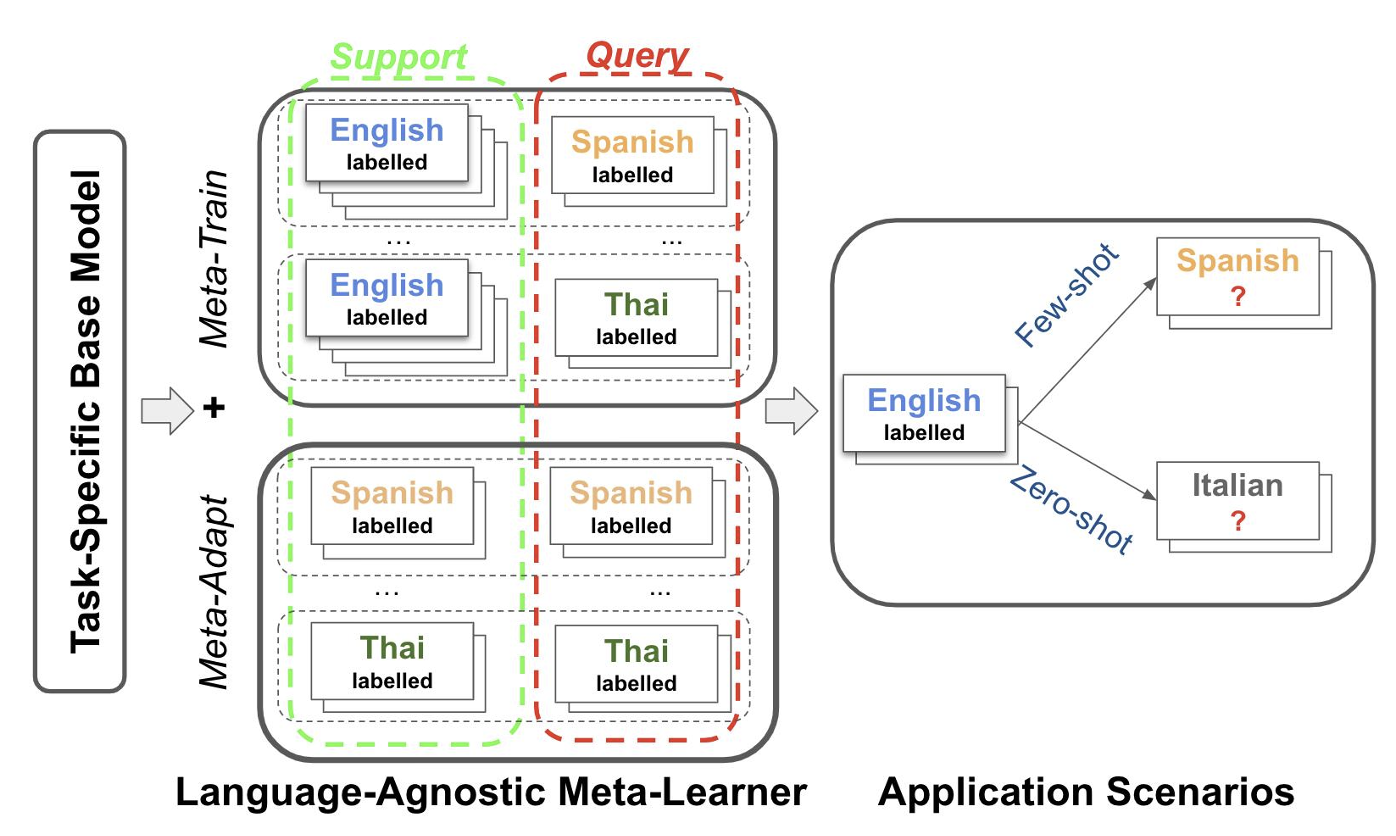 Support
Query
Task-Specific Base Model
Meta-Train
+
Meta-Adapt
English
labelled
Spanish
labelled
...
...
English
labelled
Thai
labelled
Spanish
labelled
Spanish
labelled
...
...
Thai
labelled
Thai
labelled
Few-shot
Zero-shot
English
labelled
Spanish
?
Italian
?
Language-Agnostic Meta-Learner
Application Scenarios